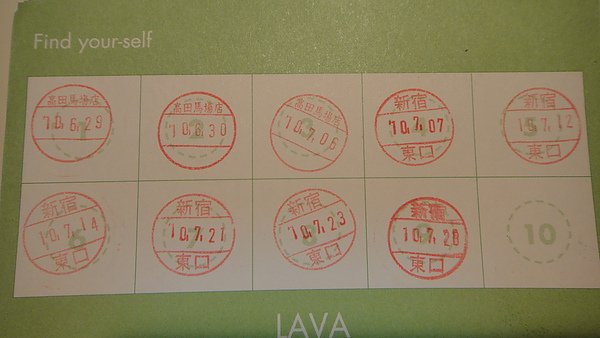 Find your-self
高田馬場店
10.6.29
高田馬場店
10.6.30
高田馬場店
10.7.06
新宿
10.7.07
東口
新宿
10.7.12
東口
新宿
10.7.14
東口
6
新宿
10.7.21
東口
新宿
10.7.23
東口
新宿
10.7.28
東口
10
LAVA